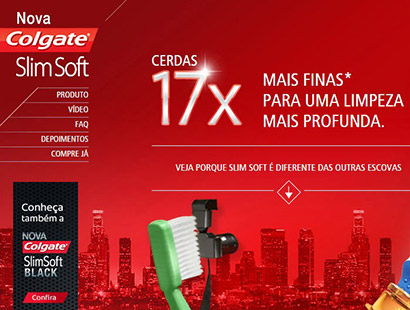 Nova
Colgate®
Slim Soft
PRODUTO
VÍDEO
FAQ
DEPOIMENTOS
COMPRE JÁ
CERDAS
17x
MAIS FINAS*
PARA UMA LIMPEZA
MAIS PROFUNDA.
VEJA PORQUE SLIM SOFT É DIFERENTE DAS OUTRAS ESCOVAS
Conheça
também a
NOVA
Colgate®
SlimSoft
BLACK
Confira